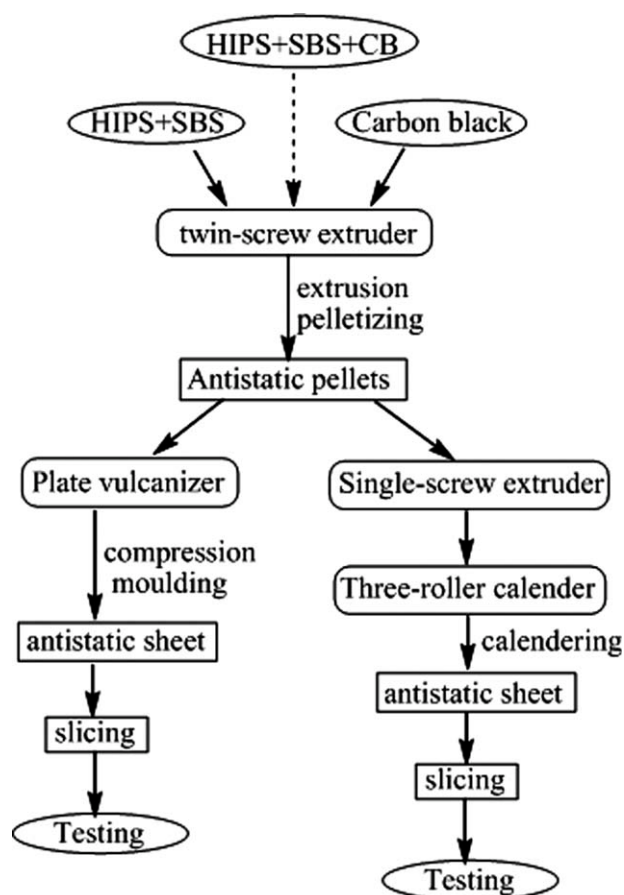 HIPS+SBS+CB
HIPS+SBS
Carbon black
twin-screw extruder
extrusion
pelletizing
Antistatic pellets
Plate vulcanizer
Single-screw extruder
compression
moulding
Three-roller calender
antistatic sheet
calendering
antistatic sheet
slicing
slicing
Testing
Testing